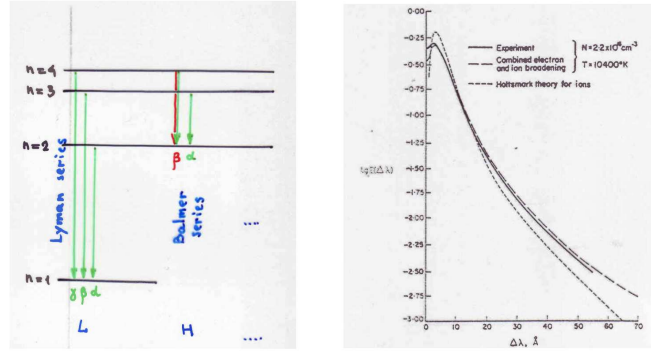 n=4
n=3
n=2
β α
Lyman series
Balmer series
....
n=1
γ β α
L H ....
-0·00
-0·25
-0·50
-0·75
-1·00
-1·25
-1·50
-1·75
-2·00
-2·25
-2·50
-2·75
-3·00
Experiment
Combined electron
and ion broadening
Holtsmark theory for ions
T=10400°K
0 10 20 30 40 50 60 70
Δλ, Å